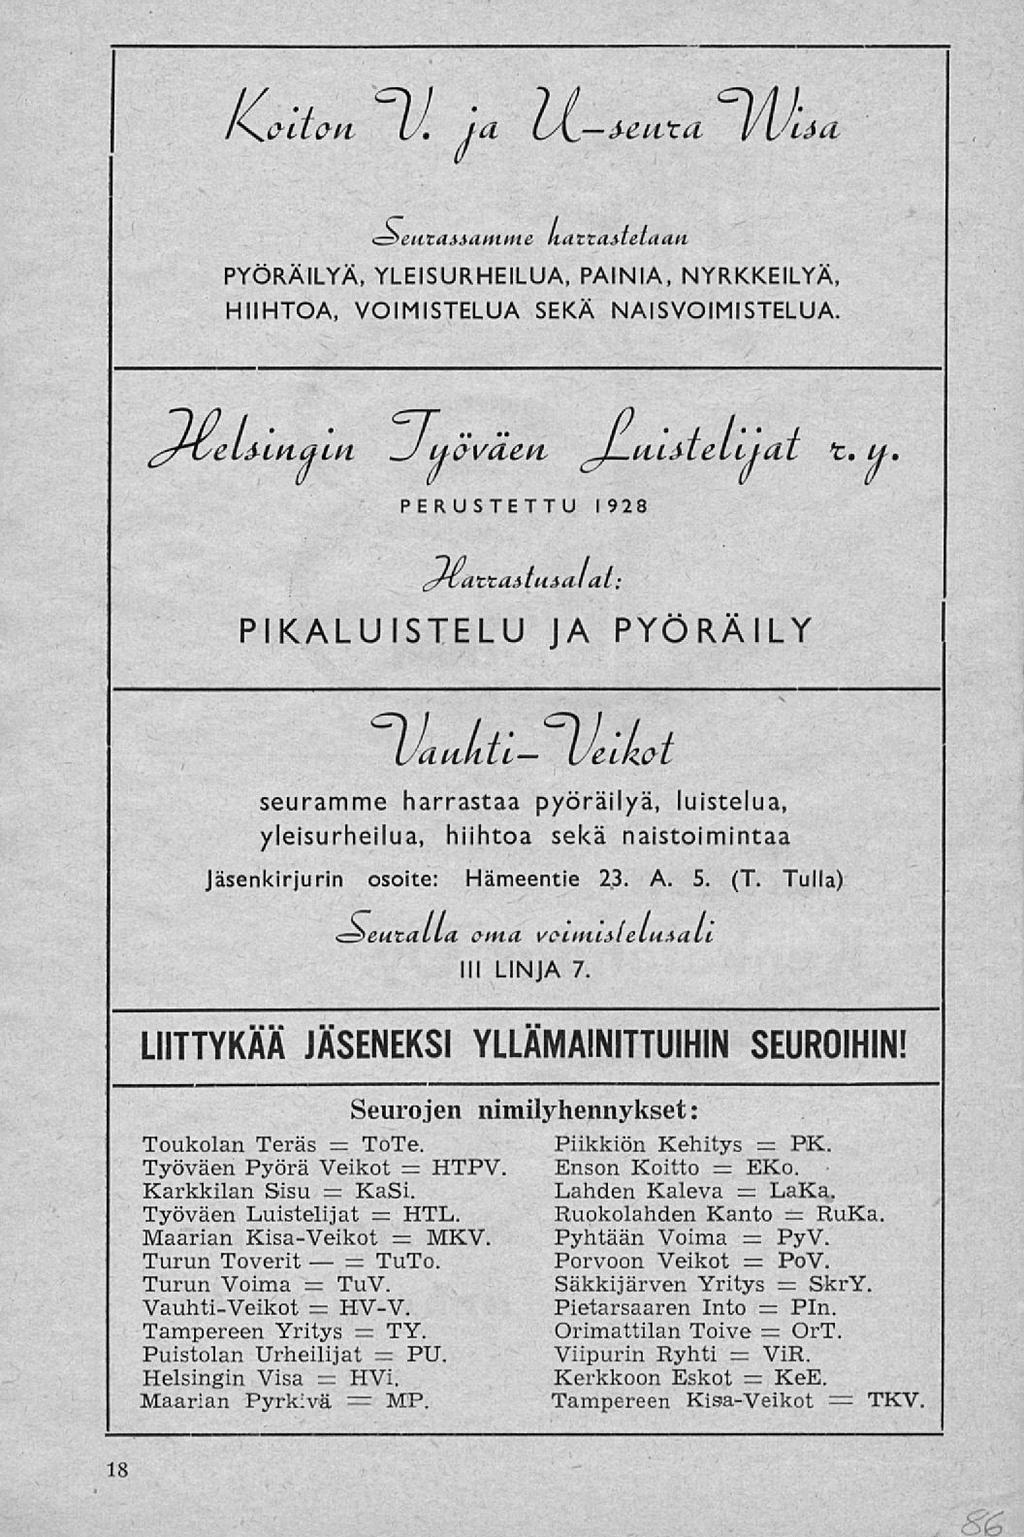 Koiton V. ja U-seura Wisa
Seurassamme harrastetaan
PYÖRÄILYÄ, YLEISURHEILUA, PAINIA, NYRKKEILYÄ,
HIIHTOA, VOIMISTELUA SEKÄ NAISVOIMISTELUA.
Helsingin Työväen Luistelijat r. y.
PERUSTETTU 1928
Harrastusalat:
PIKALUISTELU JA PYÖRÄILY
Vauhti-Veikot
seuramme harrastaa pyöräilyä, luistelua,
yleisurheilua, hiihtoa sekä naistoimintaa
Jäsenkirjurin osoite: Hämeentie 23. A. 5. (T. Tulla)
Seuralla oma voimistelusali
III LINJA 7.
LIITTYKÄÄ JÄSENEKSI YLLÄMAINITTUIHIN SEUROIHIN!
Seurojen nimilyhennykset:
Toukolan Teräs = ToTe.
Työväen Pyörä Veikot = HTPV.
Karkkilan Sisu = KaSi.
Työväen Luistelijat = HTL.
Maarian Kisa-Veikot = MKV.
Turun Toverit — = TuTo.
Turun Voima = TuV.
Vauhti-Veikot = HV-V.
Tampereen Yritys = TY.
Puistolan Urheilijat = PU.
Helsingin Visa = HVi.
Maarian Pyrkivä = MP.
Piikkiön Kehitys = PK.
Enson Koitto = EKo.
Lahden Kaleva = LaKa.
Ruokolahden Kanto = RuKa.
Pyhtään Voima = PyV.
Porvoon Veikot = PoV.
Säkkijärven Yritys = SkrY.
Pietarsaaren Into = PIn.
Orimattilan Toive = OrT.
Viipurin Ryhti = ViR.
Kerkkoon Eskot = KeE.
Tampereen Kisa-Veikot = TKV.
18
86